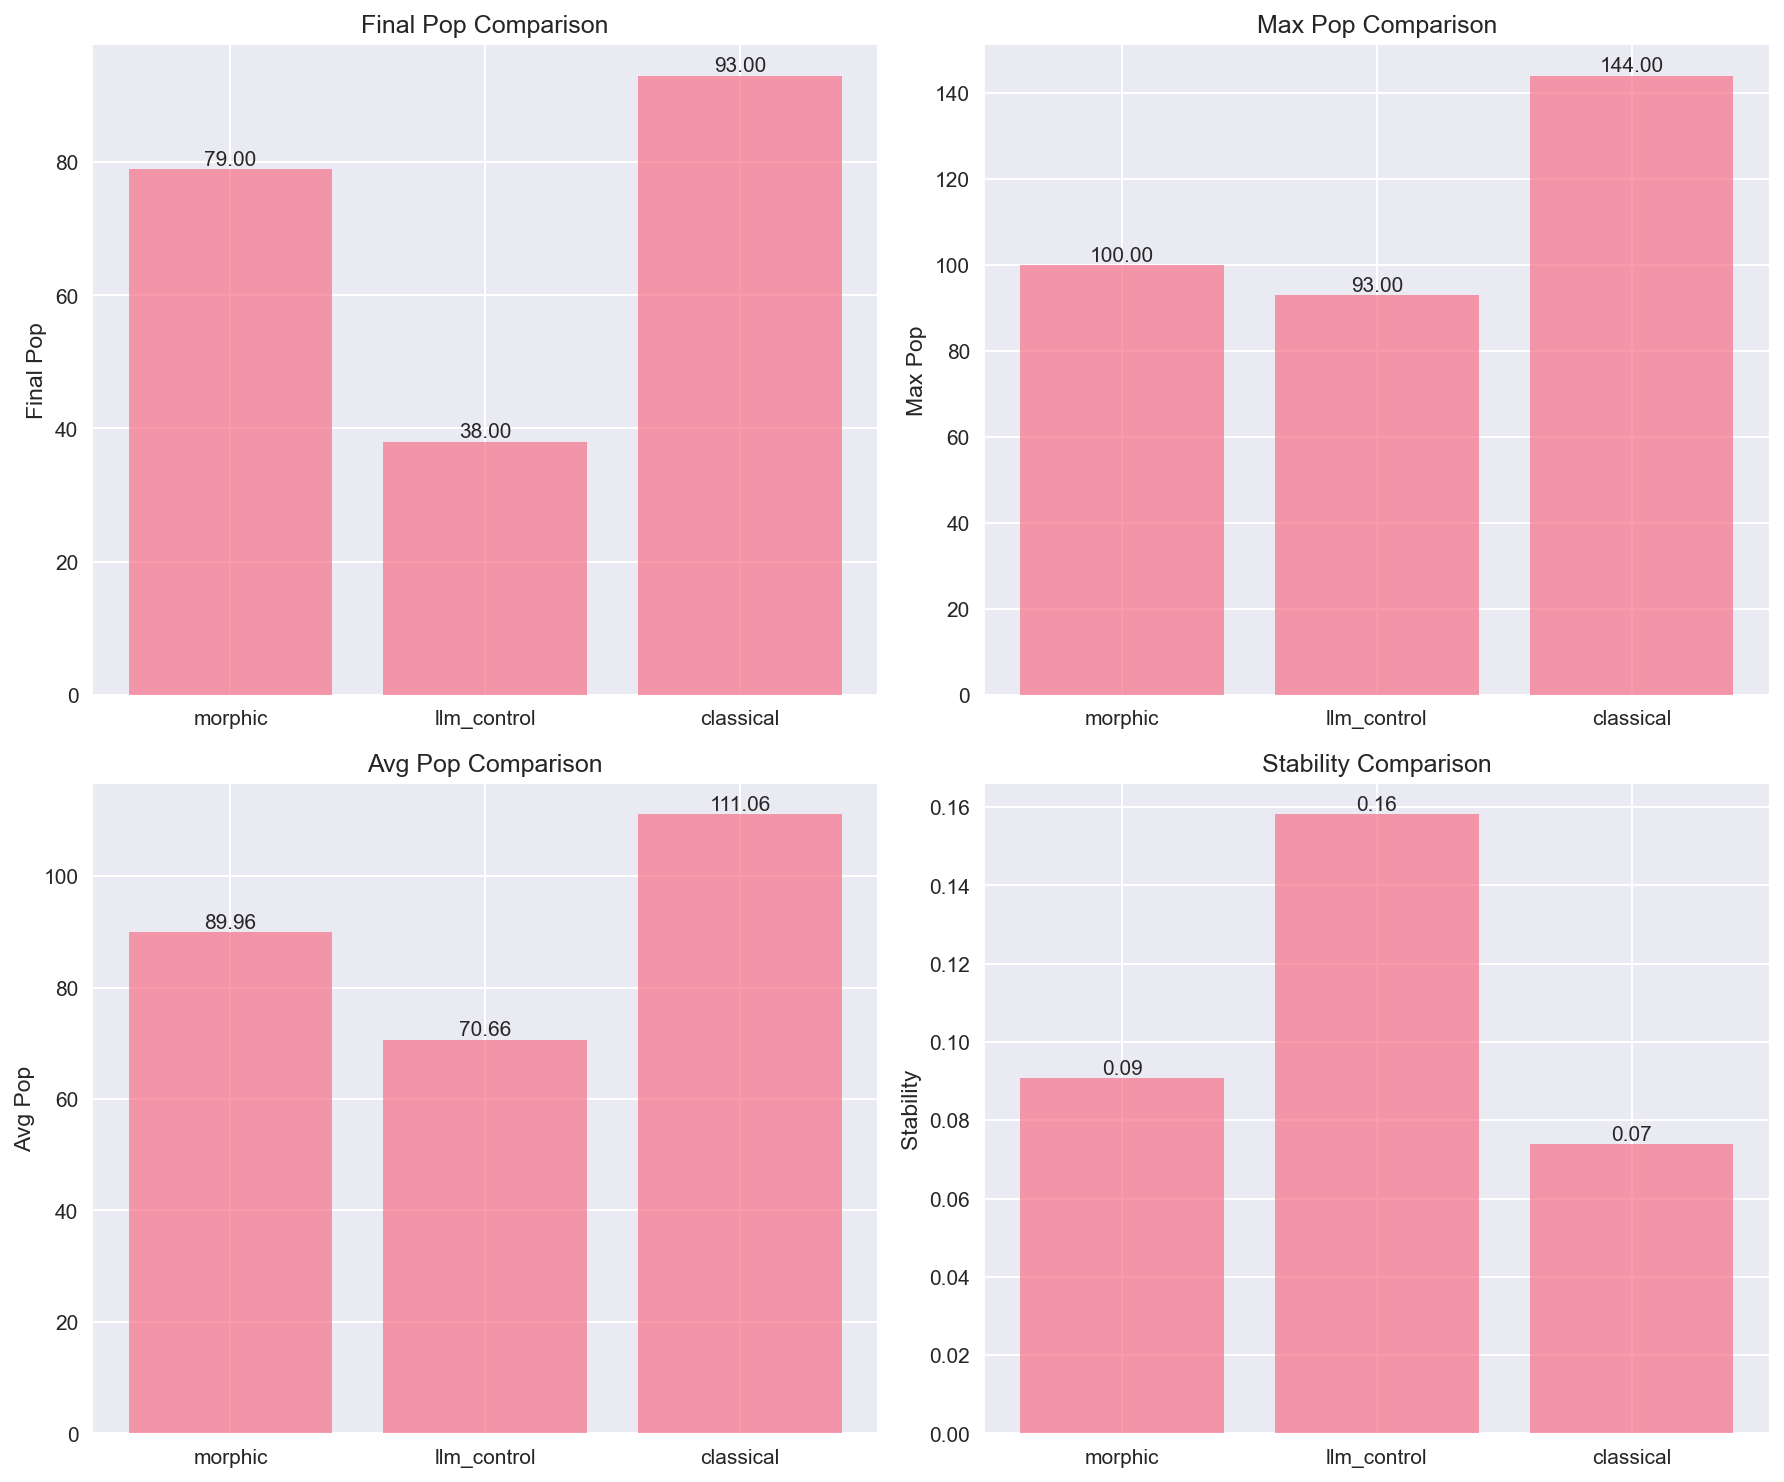 Final Pop Comparison
Final Pop
80
60
40
20
0
79.00
38.00
93.00
morphic
llm_control
classical
Max Pop Comparison
Max Pop
140
120
100
80
60
40
20
0
100.00
93.00
144.00
morphic
llm_control
classical
Avg Pop Comparison
Avg Pop
100
80
60
40
20
0
89.96
70.66
111.06
morphic
llm_control
classical
Stability Comparison
Stability
0.16
0.14
0.12
0.10
0.08
0.06
0.04
0.02
0.00
0.09
0.16
0.07
morphic
llm_control
classical